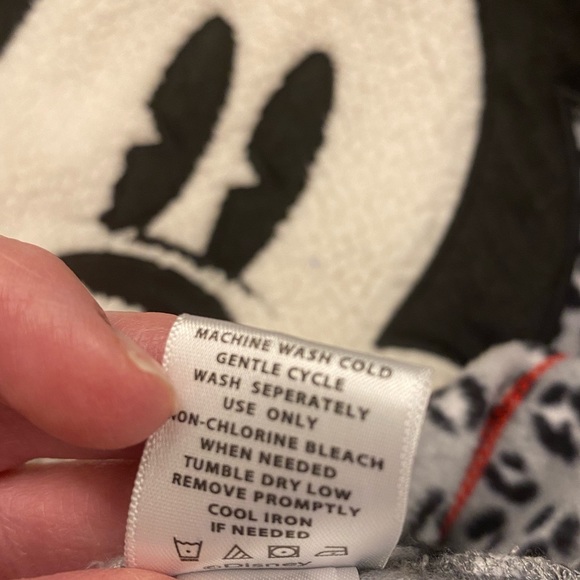 MACHINE WASH COLD
GENTLE CYCLE
WASH SEPERATELY
USE ONLY
NON-CHLORINE BLEACH
WHEN NEEDED
TUMBLE DRY LOW
REMOVE PROMPTLY
COOL IRON
IF NEEDED
©Disney